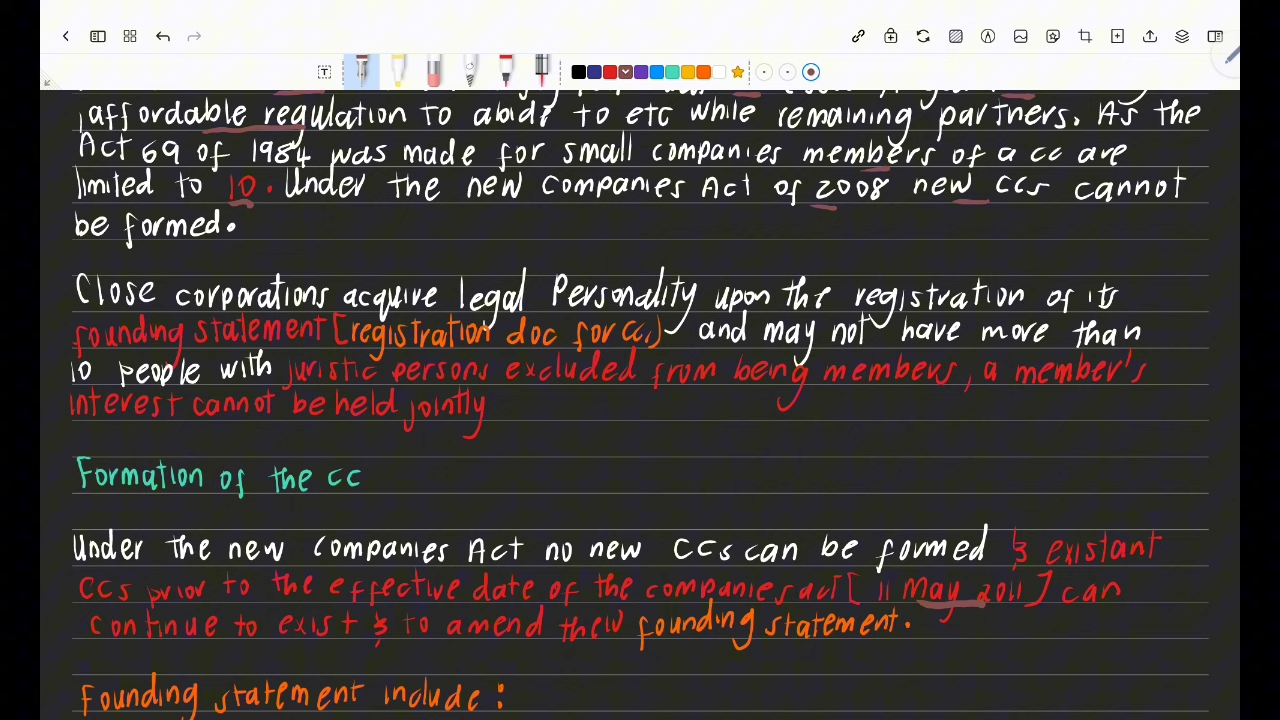 affordable regulation to abide to etc while remaining partners. As the
Act 69 of 1984 was made for small companies members of a cc are
limited to 10. Under the new companies Act of 2008 new CCs cannot
be formed.
Close corporations acquire legal Personality upon the registration of its
founding statement [registration doc for CC] and may not have more than
10 people with juristic persons excluded from being members, a member's
interest cannot be held jointly
Formation of the CC
Under the new Companies Act no new CCs can be formed & existant
CCs prior to the effective date of the companies act [11 May 2011] can
continue to exist & to amend their founding statement.
Founding statement include: